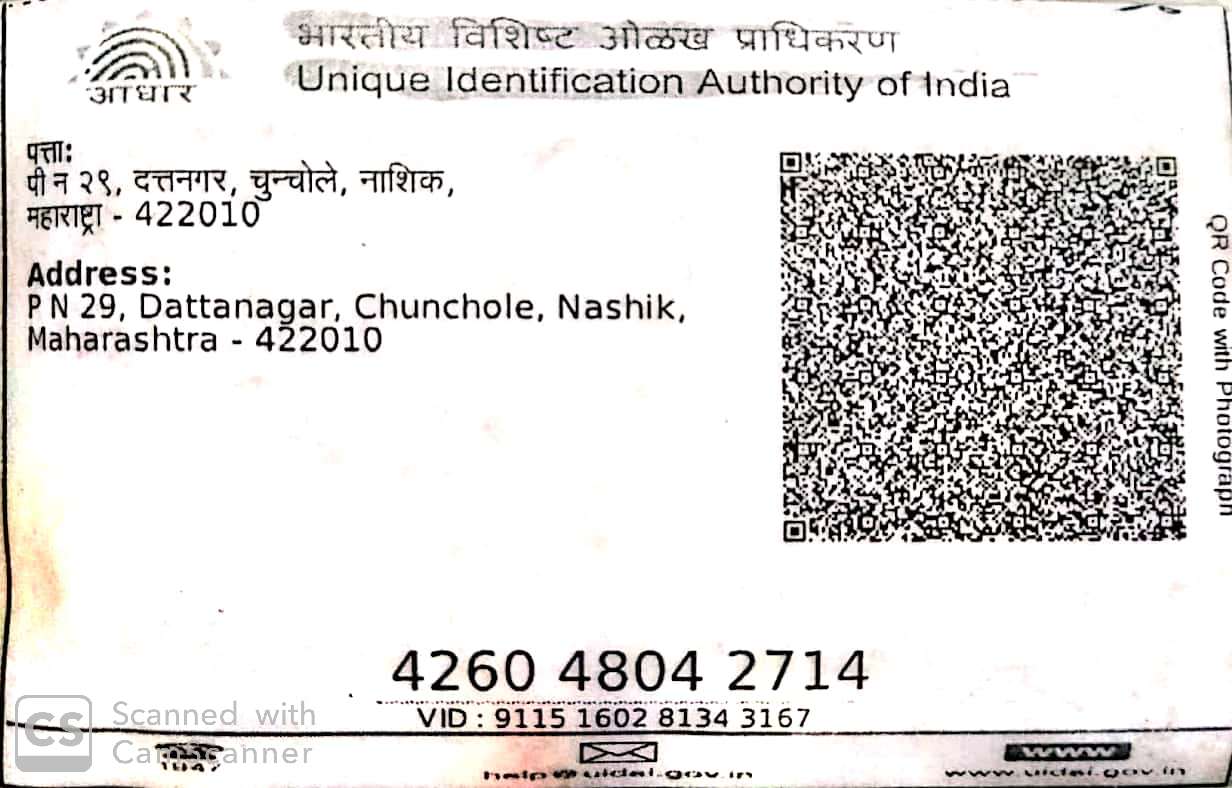 भारतीय विशिष्ट ओळख प्राधिकरण
Unique Identification Authority of India
आधार
पत्ता:
पी न २९, दत्तनगर, चुन्चोले, नाशिक,
महाराष्ट्रा - 422010
Address:
P N 29, Dattanagar, Chunchole, Nashik,
Maharashtra - 422010
QR Code with Photograph
4260 4804 2714
VID : 9115 1602 8134 3167
CS Scanned with
CamScanner
1947
help@uidai.gov.in
www
www.uidai.gov.in